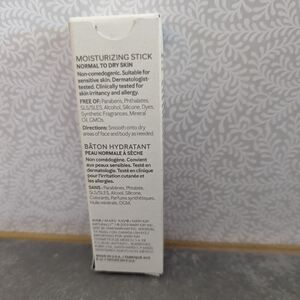 MOISTURIZING STICK
NORMAL TO DRY SKIN
Non-comedogenic. Suitable for
sensitive skin. Dermatologist-
tested. Clinically tested for
skin irritancy and allergy.
FREE OF: Parabens, Phthalates,
SLS/SLES, Alcohol, Silicone, Dyes,
Synthetic Fragrances, Mineral
Oil, GMOs.
Directions: Smooth onto dry
areas of face and body as needed.
BÂTON HYDRATANT
PEAU NORMALE À SÈCHE
Non comédogène. Convient
aux peaux sensibles. Testé en
dermatologie. Testé en clinique
pour l'irritation cutanée et
les allergies.
SANS : Parabènes, Phtalates,
SLS/SLES, Alcool, Silicone,
Colorants, Parfums synthétiques,
Huile minérale, OGM.